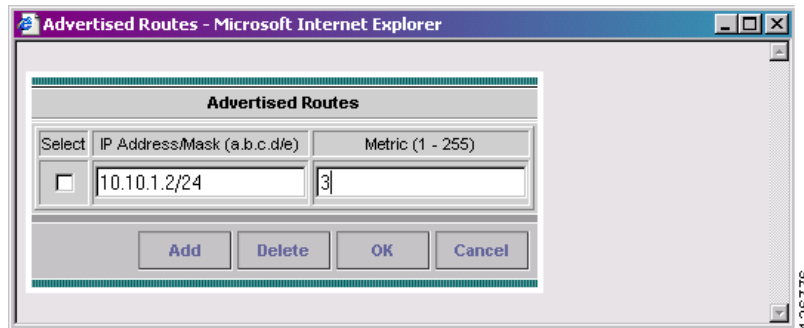 Advertised Routes - Microsoft Internet Explorer
Advertised Routes
Select IP Address/Mask (a.b.c.d/e) Metric (1 - 255)
10.10.1.2/24 3
Add Delete OK Cancel